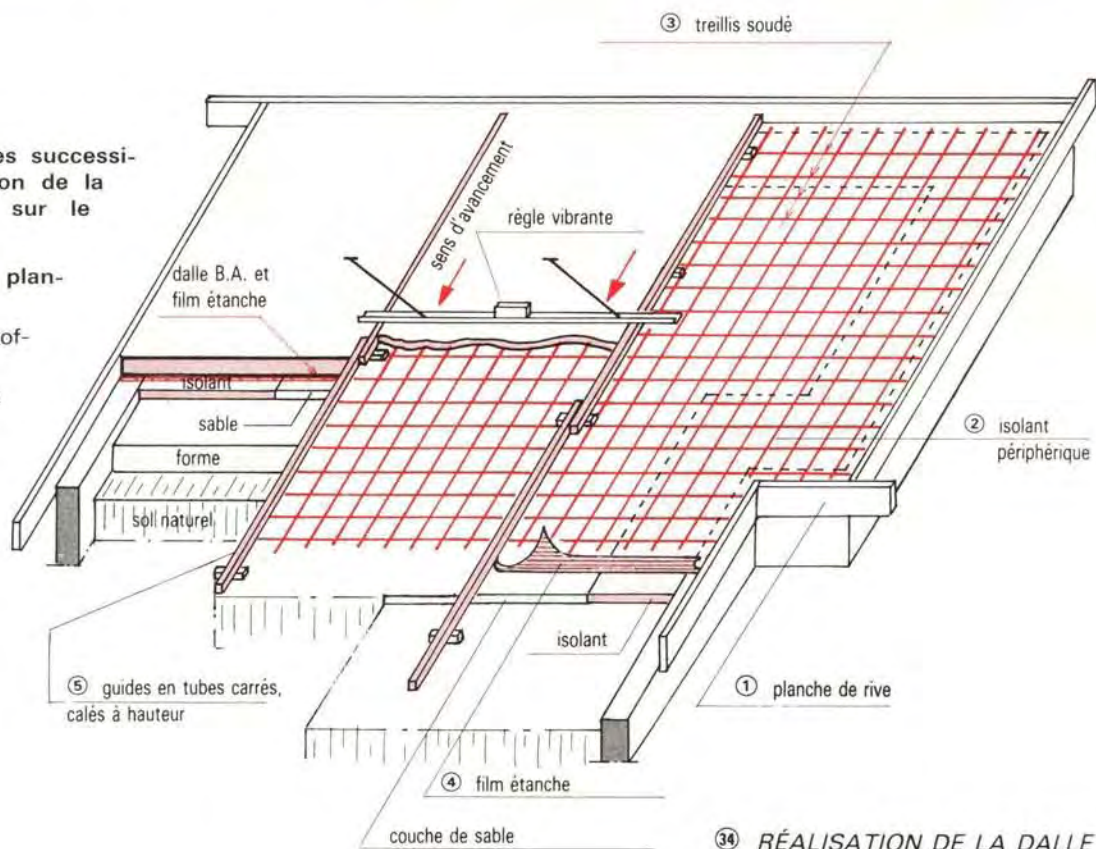 ③ treillis soudé
es successi-
ion de la
sur le
plan-
of-
sens d'avancement
règle vibrante
dalle B.A. et
film étanche
isolant
sable
forme
sol naturel
② isolant
périphérique
isolant
⑤ guides en tubes carrés,
calés à hauteur
① planche de rive
④ film étanche
couche de sable
㉞ RÉALISATION DE LA DALLE